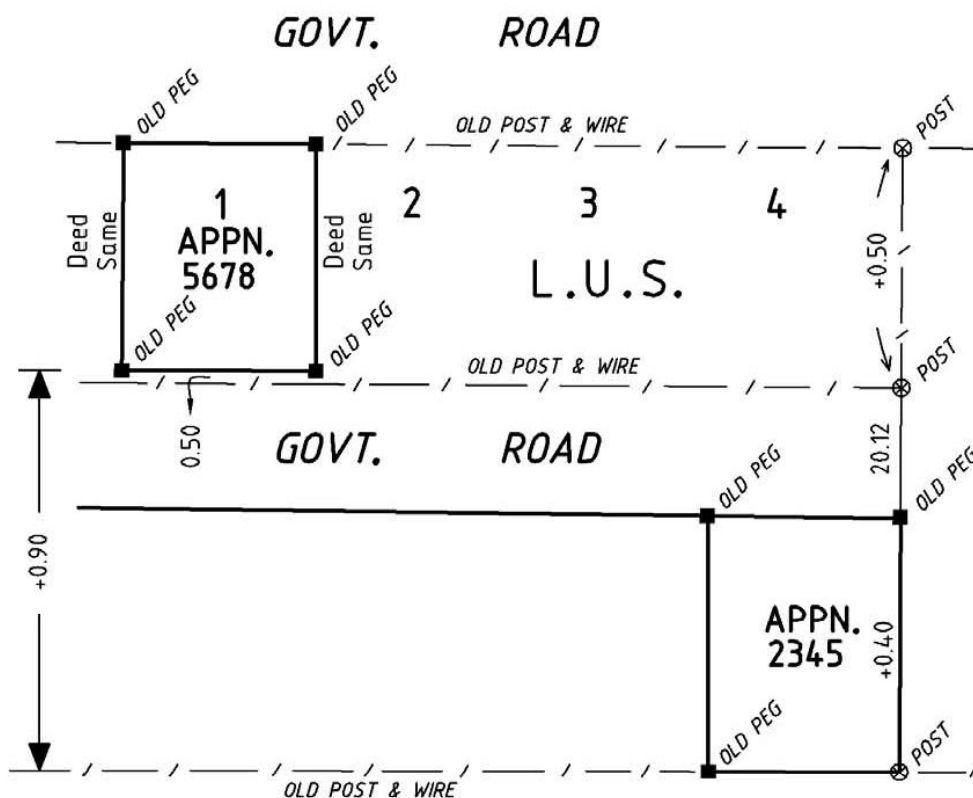 GOVT. ROAD
OLD PEG
OLD PEG
OLD POST & WIRE
POST
Deed
Same
1
APPN.
5678
Deed
Same
2
3
4
L.U.S.
+0.50
OLD PEG
OLD PEG
OLD POST & WIRE
POST
0.50
GOVT. ROAD
20.12
OLD PEG
OLD PEG
+0.90
APPN.
2345
+0.40
OLD PEG
POST
OLD POST & WIRE